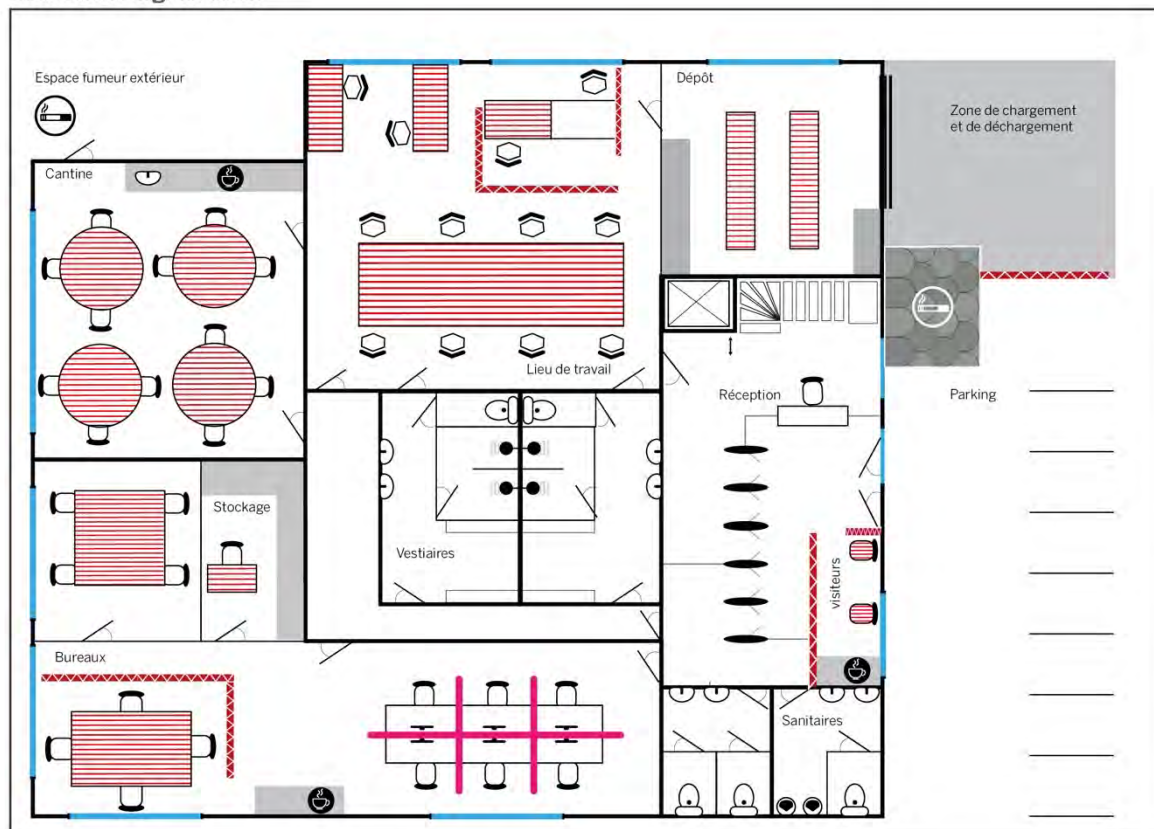 Espace fumeur extérieur
Dépôt
Zone de chargement
et de déchargement
Cantine
Lieu de travail
Réception
Parking
Stockage
Vestiaires
visiteurs
Bureaux
Sanitaires